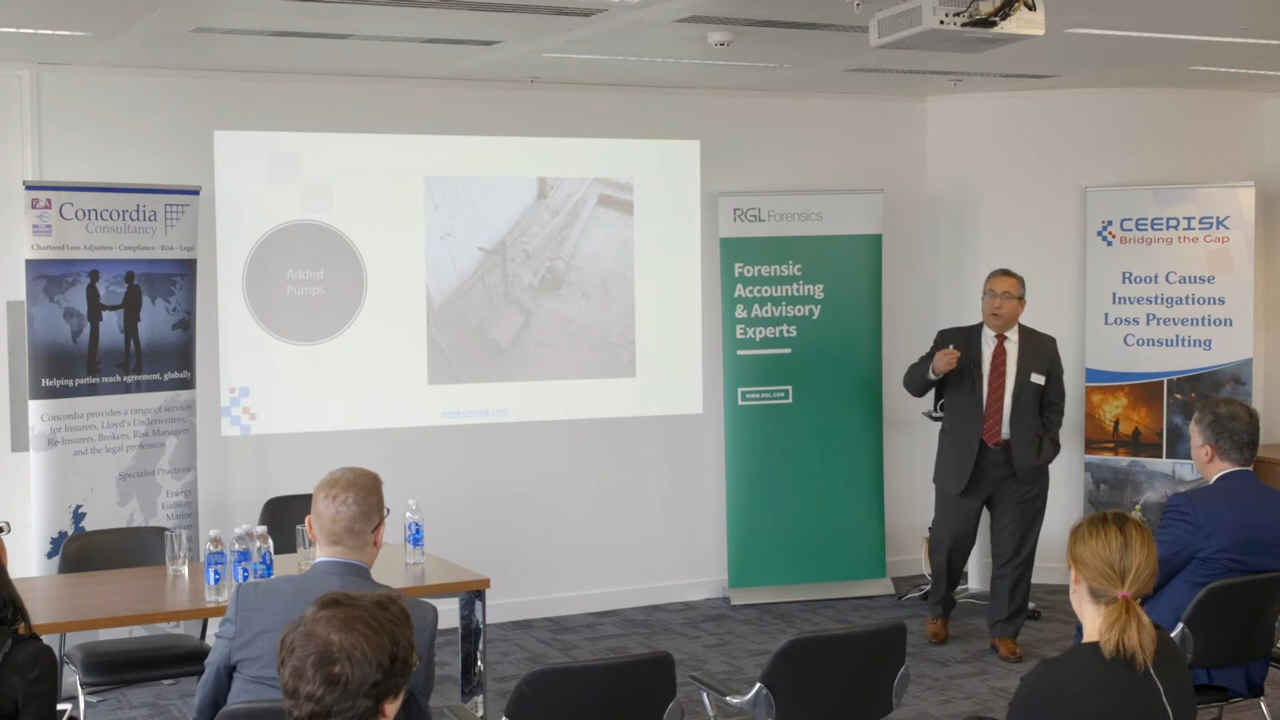 Concordia
Consultancy
Chartered Loss Adjusters - Compliance - Risk - Legal
Helping parties reach agreement, globally
Concordia provides a range of services
for Insurers, Lloyd's Underwriters,
Re-Insurers, Brokers, Risk Managers
and the legal profession
Specialist Practices
Energy
Liability
Marine
Added
Pumps
www.ceerisk.com
RGL Forensics
Forensic
Accounting
& Advisory
Experts
WWW.RGL.COM
CEERISK
Bridging the Gap
Root Cause
Investigations
Loss Prevention
Consulting